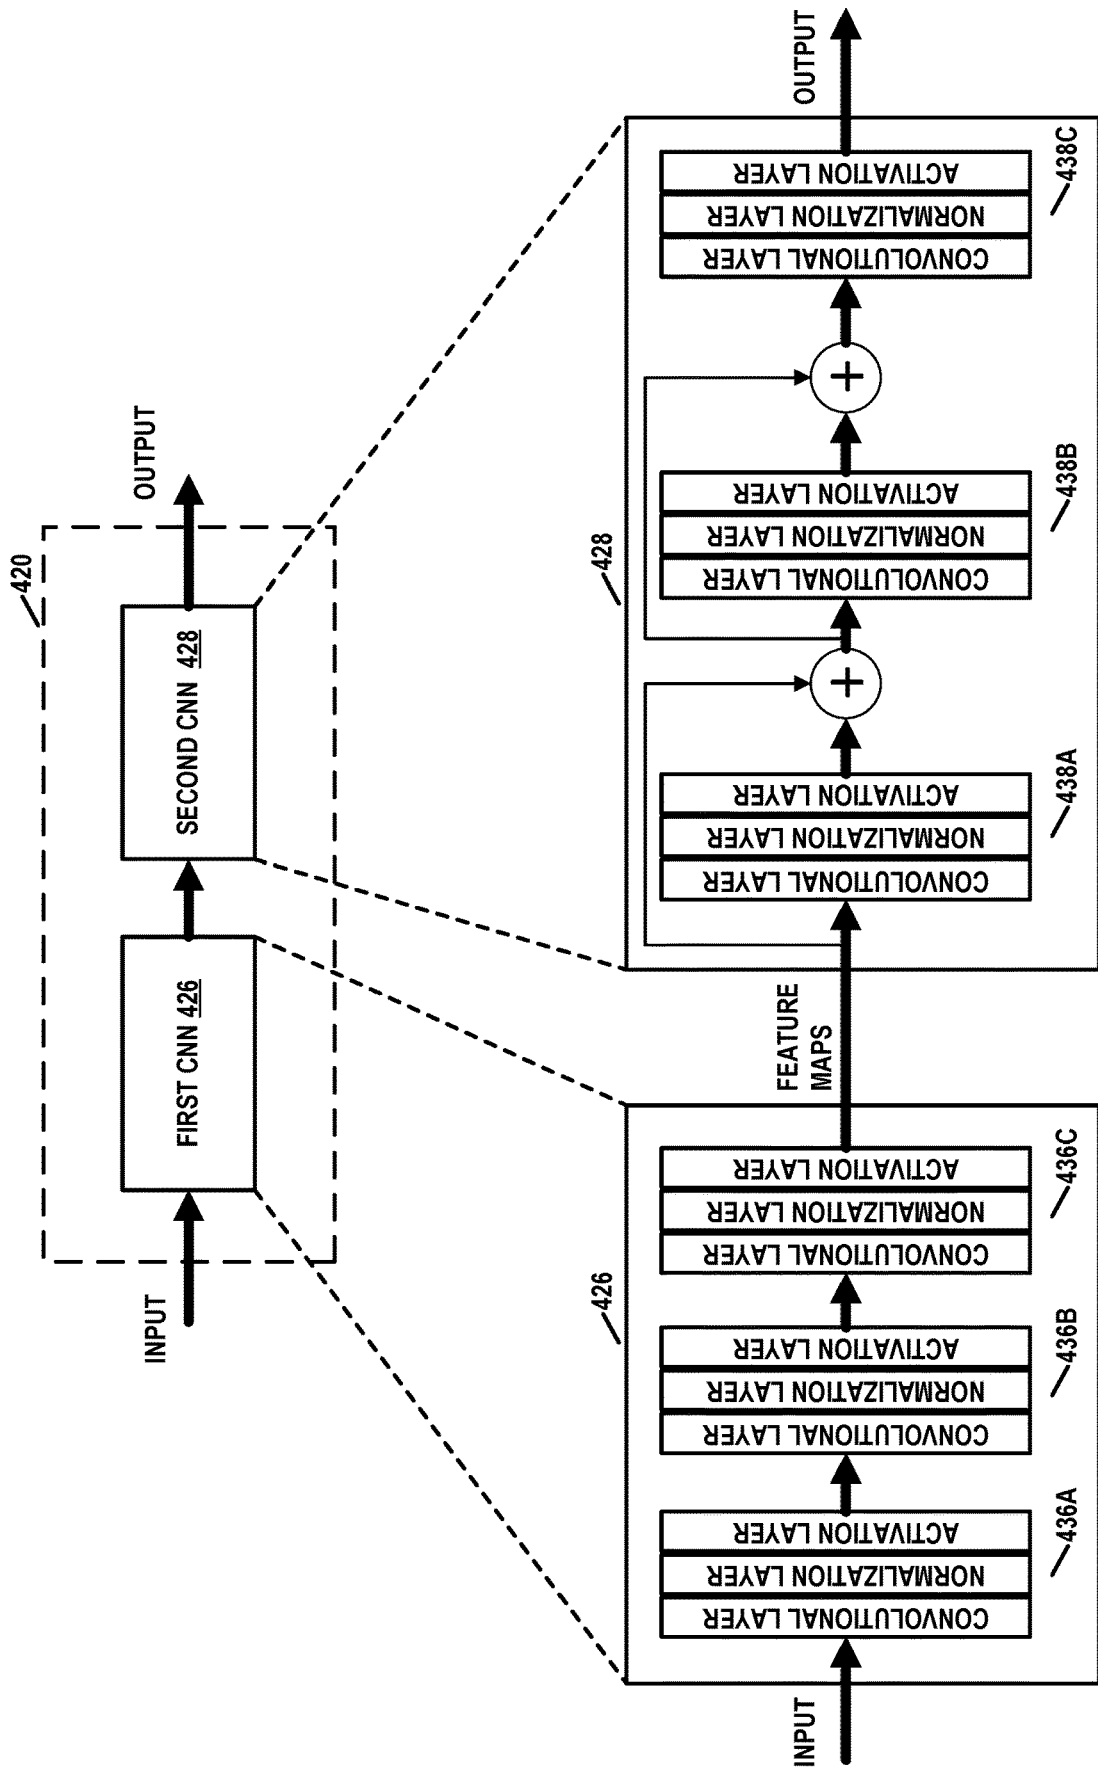 420
INPUT
FIRST CNN 426
SECOND CNN 428
OUTPUT
426
INPUT
CONVOLUTIONAL LAYER
NORMALIZATION LAYER
ACTIVATION LAYER
436A
CONVOLUTIONAL LAYER
NORMALIZATION LAYER
ACTIVATION LAYER
436B
CONVOLUTIONAL LAYER
NORMALIZATION LAYER
ACTIVATION LAYER
436C
FEATURE
MAPS
428
CONVOLUTIONAL LAYER
NORMALIZATION LAYER
ACTIVATION LAYER
438A
+
CONVOLUTIONAL LAYER
NORMALIZATION LAYER
ACTIVATION LAYER
438B
+
CONVOLUTIONAL LAYER
NORMALIZATION LAYER
ACTIVATION LAYER
438C
OUTPUT